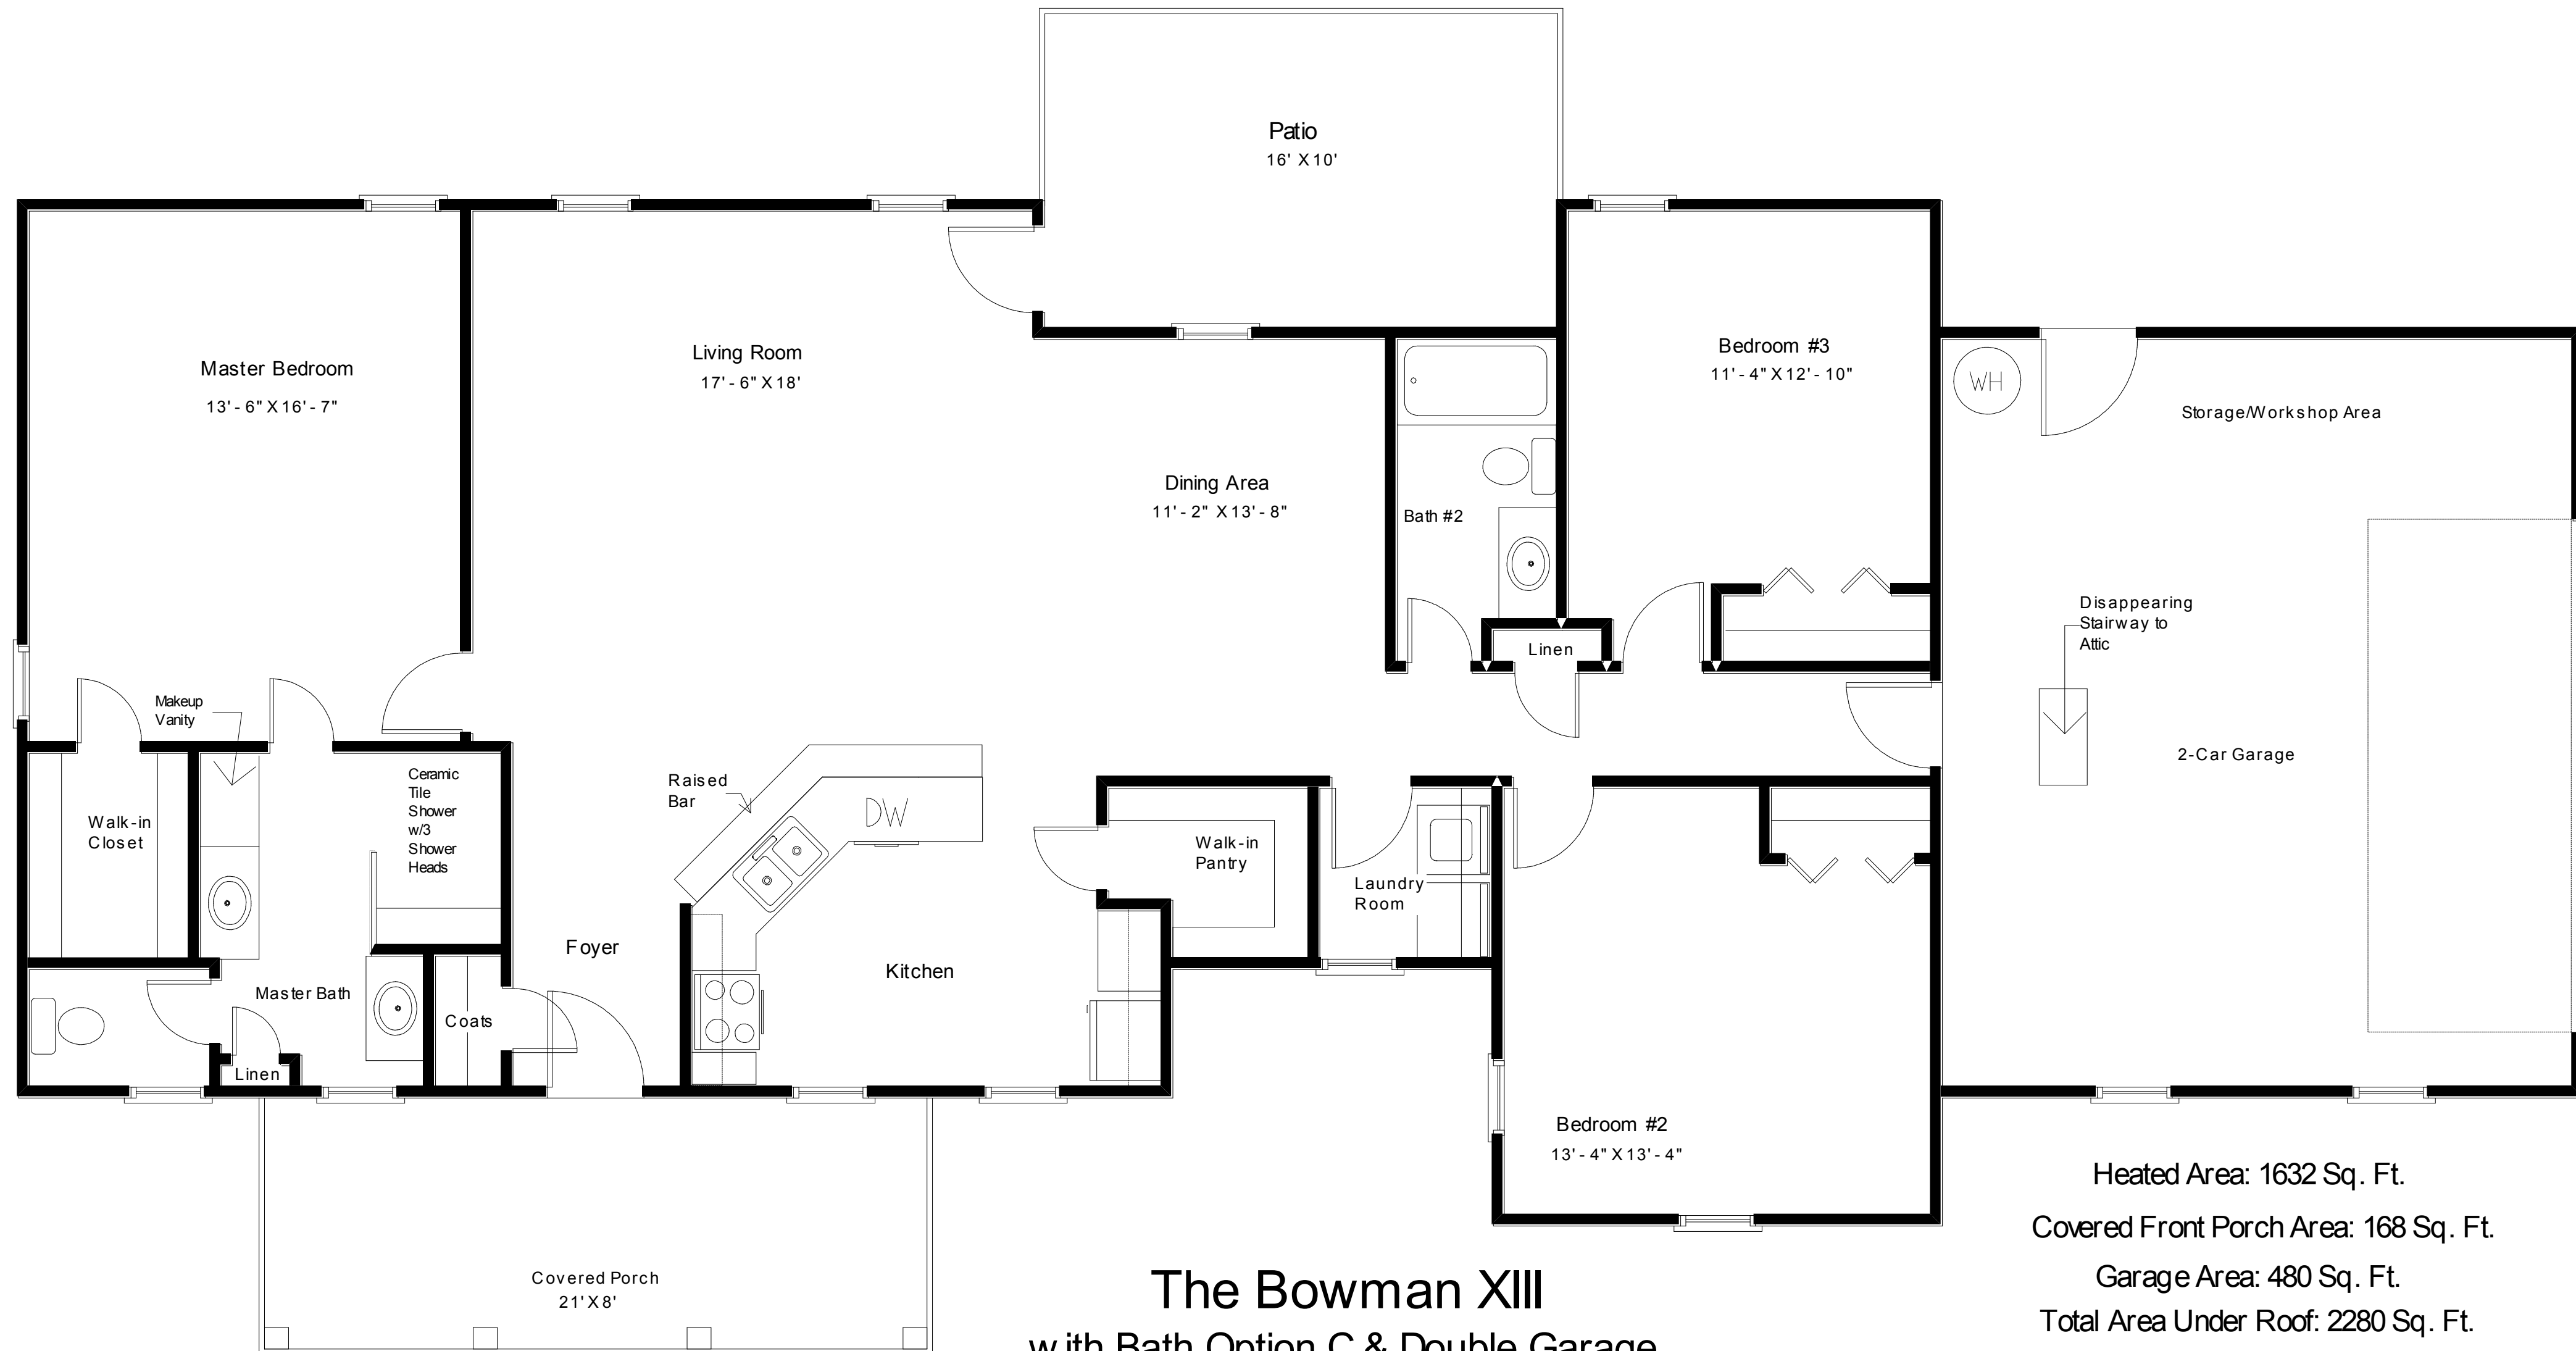 Patio
16' X 10'
Master Bedroom
13' - 6" X 16' - 7"
Living Room
17' - 6" X 18'
Dining Area
11' - 2" X 13' - 8"
Bath #2
Bedroom #3
11' - 4" X 12' - 10"
WH
Storage/Workshop Area
Linen
Disappearing
Stairway to
Attic
2-Car Garage
Makeup
Vanity
Walk-in
Closet
Ceramic
Tile
Shower
w/3
Shower
Heads
Raised
Bar
DW
Walk-in
Pantry
Laundry
Room
Foyer
Kitchen
Master Bath
Coats
Linen
Bedroom #2
13' - 4" X 13' - 4"
Covered Porch
21' X 8'
The Bowman XIII
with Bath Option C & Double Garage
Heated Area: 1632 Sq. Ft.
Covered Front Porch Area: 168 Sq. Ft.
Garage Area: 480 Sq. Ft.
Total Area Under Roof: 2280 Sq. Ft.